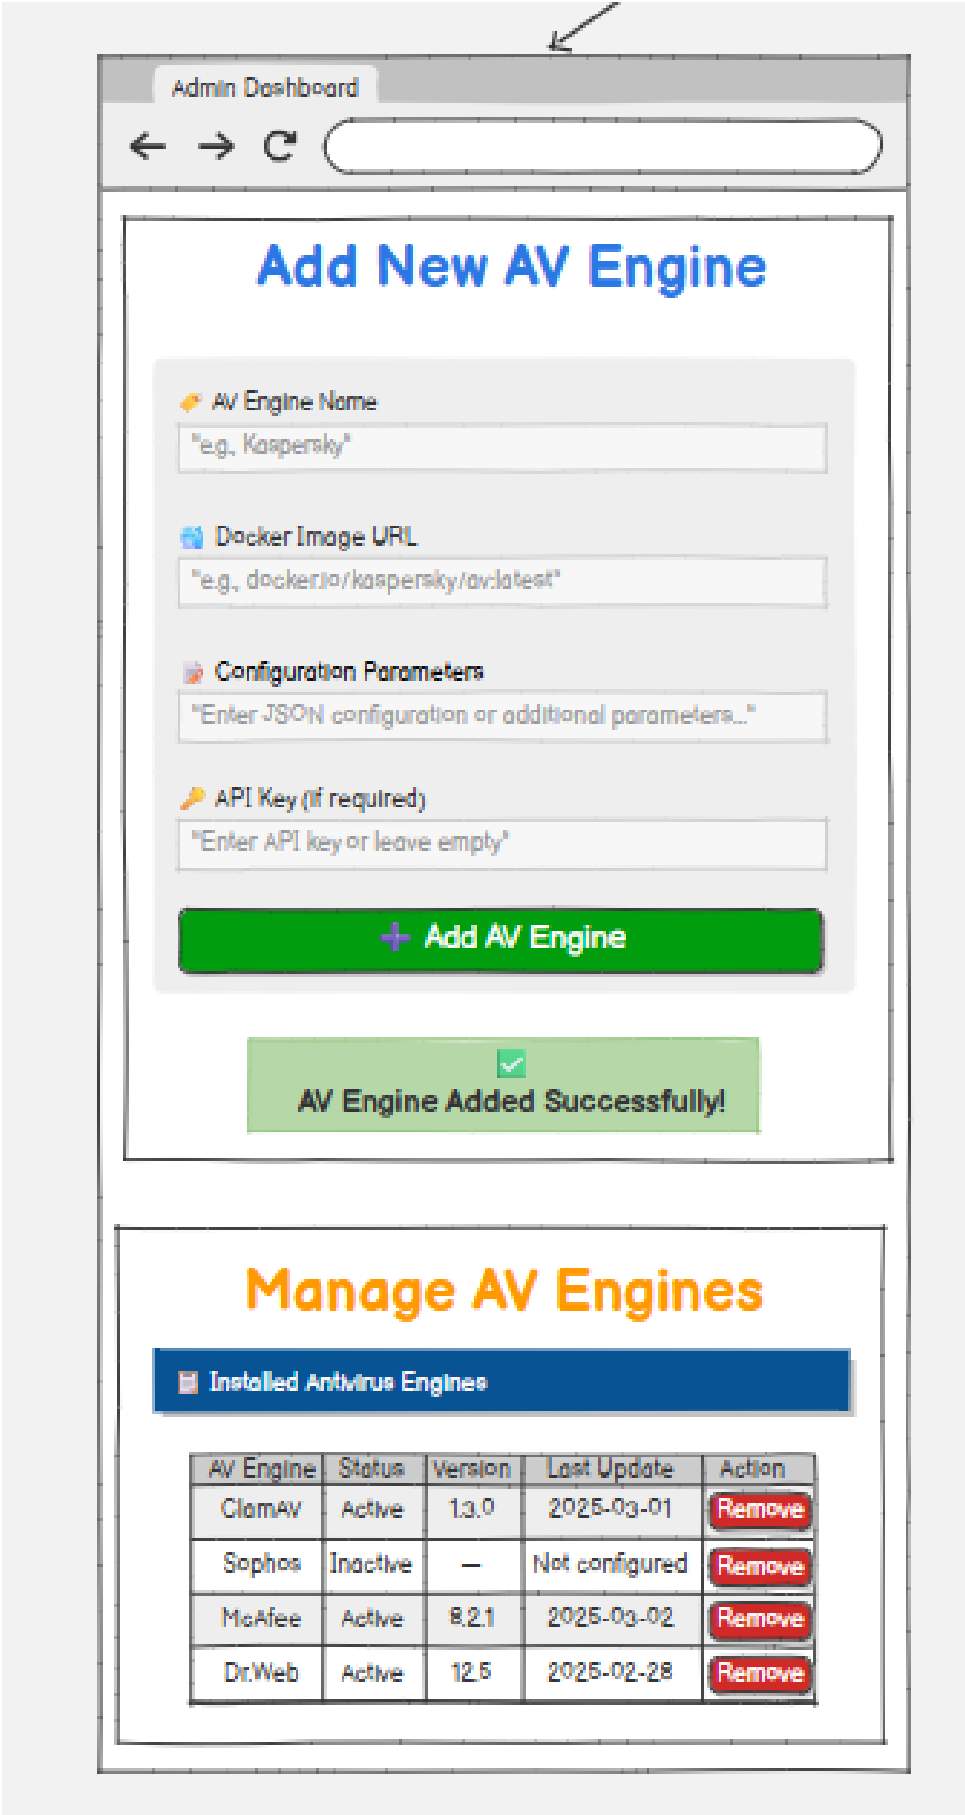 Admin Dashboard
Add New AV Engine
AV Engine Name
"e.g., Kaspersky"
Docker Image URL
"e.g., docker.io/kaspersky/av:latest"
Configuration Parameters
"Enter JSON configuration or additional parameters..."
API Key (if required)
"Enter API key or leave empty"
Add AV Engine
AV Engine Added Successfully!
Manage AV Engines
Installed Antivirus Engines
AV Engine Status Version Last Update Action
ClamAV Active 1.3.0 2025-03-01 Remove
Sophos Inactive — Not configured Remove
McAfee Active 8.2.1 2025-03-02 Remove
Dr.Web Active 12.5 2025-02-28 Remove